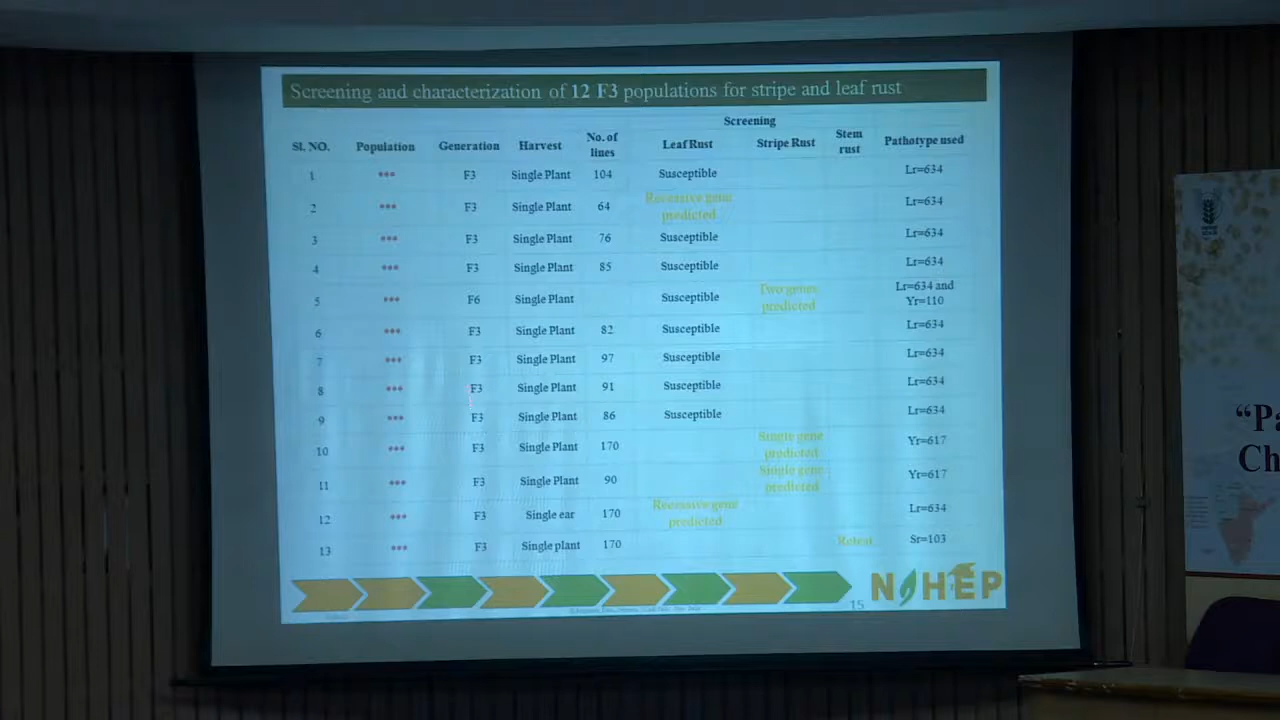 Screening and characterization of 12 F3 populations for stripe and leaf rust
Screening
Sl. NO. Population Generation Harvest No. of lines Leaf Rust Stripe Rust Stem rust Pathotype used
1 *** F3 Single Plant 104 Susceptible Lr=634
2 *** F3 Single Plant 64 Recessive gene predicted Lr=634
3 *** F3 Single Plant 76 Susceptible Lr=634
4 *** F3 Single Plant 85 Susceptible Lr=634
5 *** F6 Single Plant Susceptible Two genes predicted Lr=634 and Yr=110
6 *** F3 Single Plant 82 Susceptible Lr=634
7 *** F3 Single Plant 97 Susceptible Lr=634
8 *** F3 Single Plant 91 Susceptible Lr=634
9 *** F3 Single Plant 86 Susceptible Lr=634
10 *** F3 Single Plant 170 Single gene predicted Yr=617
11 *** F3 Single Plant 90 Single gene predicted Yr=617
12 *** F3 Single ear 170 Recessive gene predicted Lr=634
13 *** F3 Single plant 170 Sr=103
15
NAHEP
“Pa
Ch